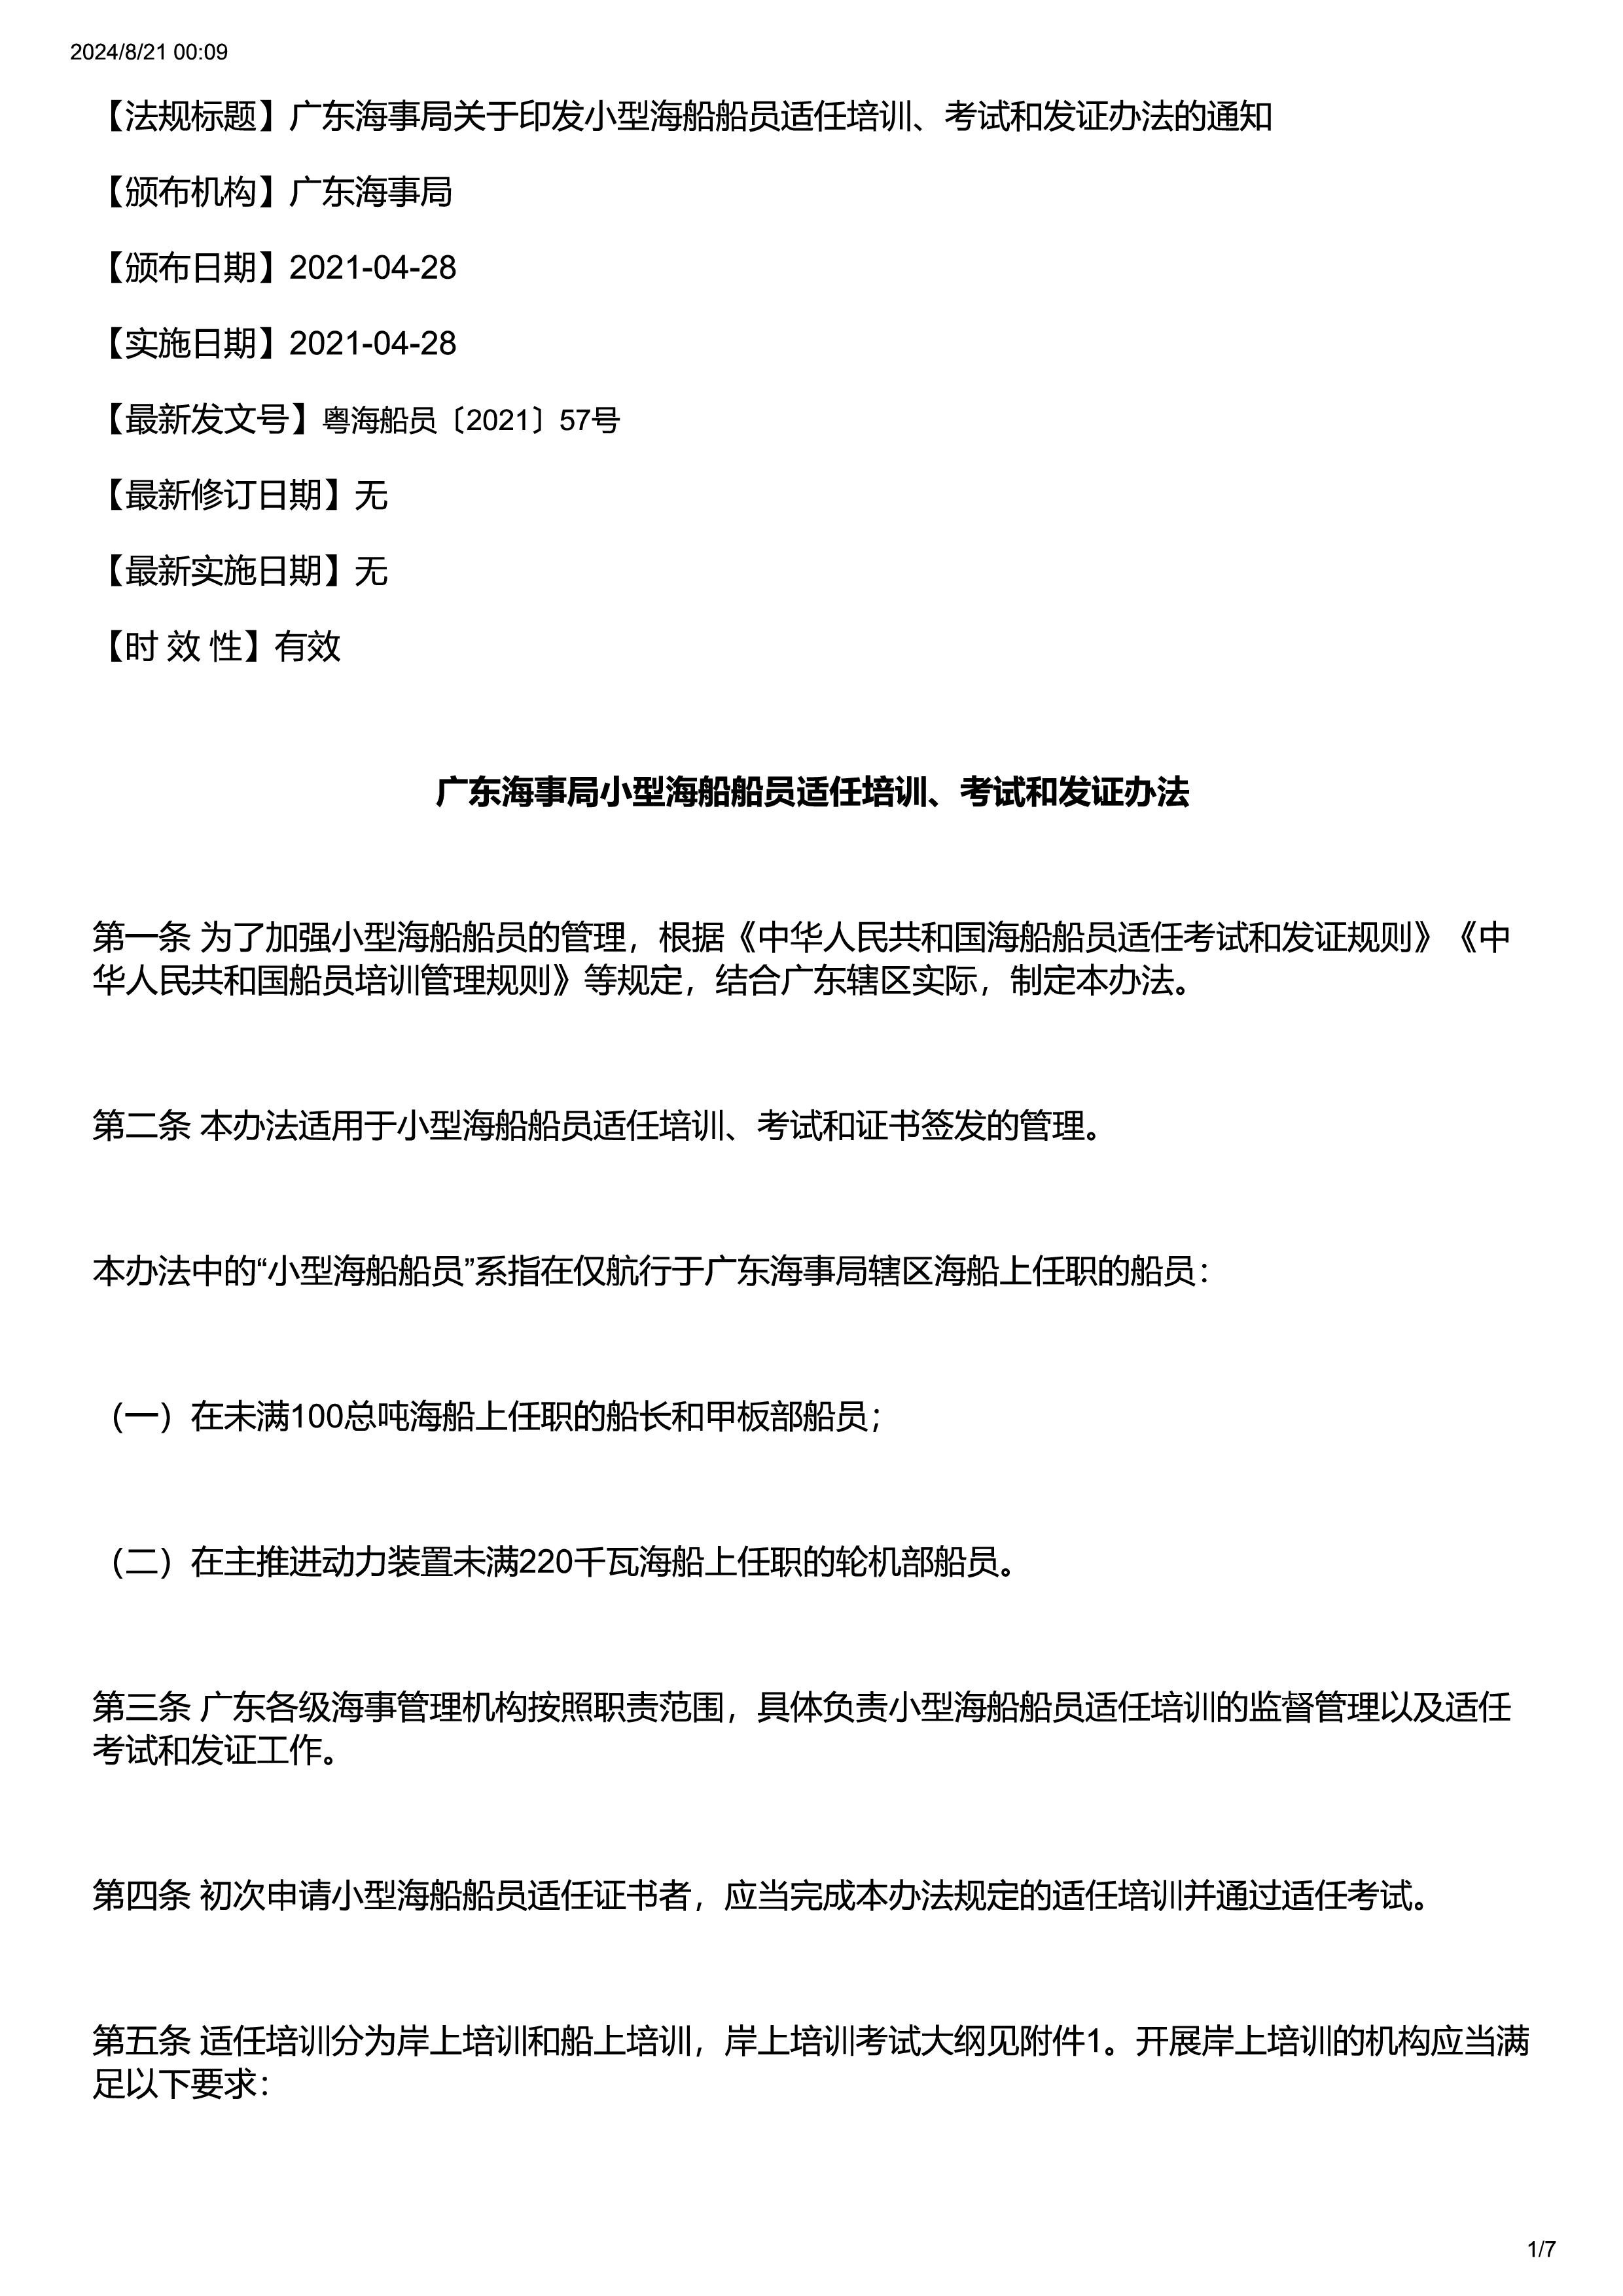 2024/8/21 00:09
【法规标题】广东海事局关于印发小型海船船员适任培训、考试和发证办法的通知
【颁布机构】广东海事局
【颁布日期】2021-04-28
【实施日期】2021-04-28
【最新发文号】粤海船员〔2021〕57号
【最新修订日期】无
【最新实施日期】无
【时 效 性】有效
广东海事局小型海船船员适任培训、考试和发证办法
第一条 为了加强小型海船船员的管理，根据《中华人民共和国海船船员适任考试和发证规则》《中
华人民共和国船员培训管理规则》等规定，结合广东辖区实际，制定本办法。
第二条 本办法适用于小型海船船员适任培训、考试和证书签发的管理。
本办法中的“小型海船船员”系指在仅航行于广东海事局辖区海船上任职的船员：
（一）在未满100总吨海船上任职的船长和甲板部船员；
（二）在主推进动力装置未满220千瓦海船上任职的轮机部船员。
第三条 广东各级海事管理机构按照职责范围，具体负责小型海船船员适任培训的监督管理以及适任
考试和发证工作。
第四条 初次申请小型海船船员适任证书者，应当完成本办法规定的适任培训并通过适任考试。
第五条 适任培训分为岸上培训和船上培训，岸上培训考试大纲见附件1。开展岸上培训的机构应当满
足以下要求：
1/7